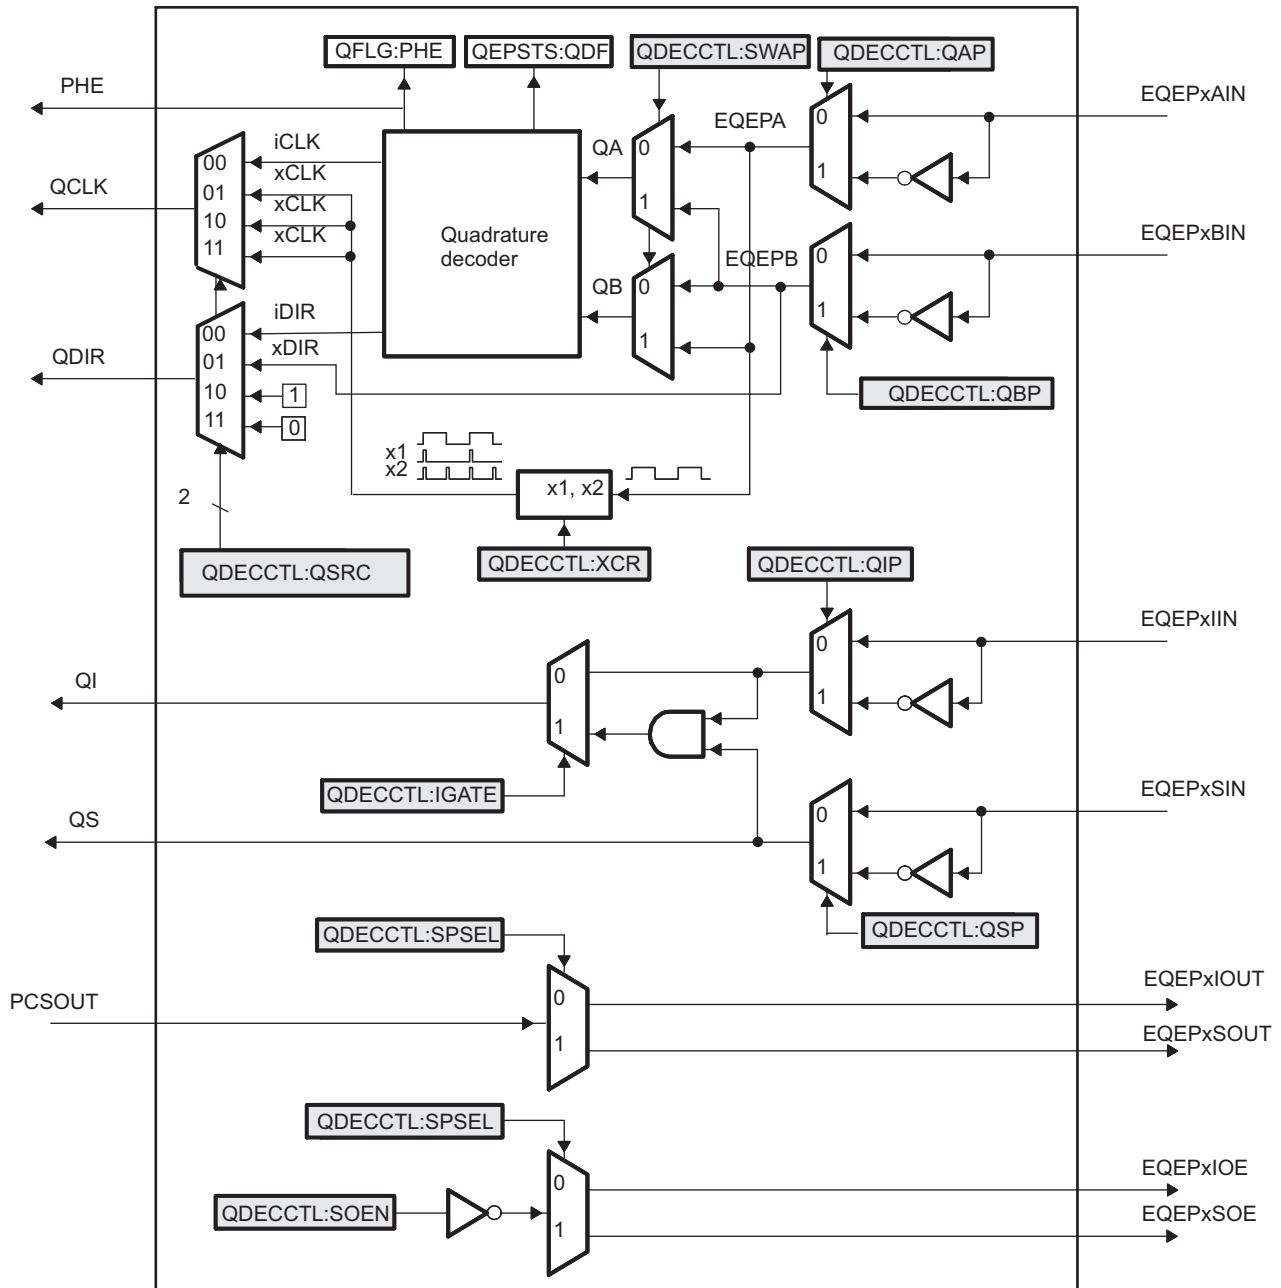 QFLG:PHE
QEPSTS:QDF
QDECCTL:SWAP
QDECCTL:QAP
PHE
EQEPxAIN
EQEPA
0
1
QA
0
1
iCLK
xCLK
xCLK
xCLK
00
01
10
11
QCLK
Quadrature
decoder
EQEPxBIN
EQEPB
0
1
QB
0
1
iDIR
xDIR
00
01
10
11
1
0
QDIR
QDECCTL:QBP
x1
x2
x1, x2
2
QDECCTL:QSRC
QDECCTL:XCR
QDECCTL:QIP
EQEPxIIN
0
1
QI
0
1
QDECCTL:IGATE
EQEPxSIN
QS
0
1
QDECCTL:SPSEL
QDECCTL:QSP
PCSOUT
0
1
EQEPxIOUT
EQEPxSOUT
QDECCTL:SPSEL
QDECCTL:SOEN
0
1
EQEPxIOE
EQEPxSOE